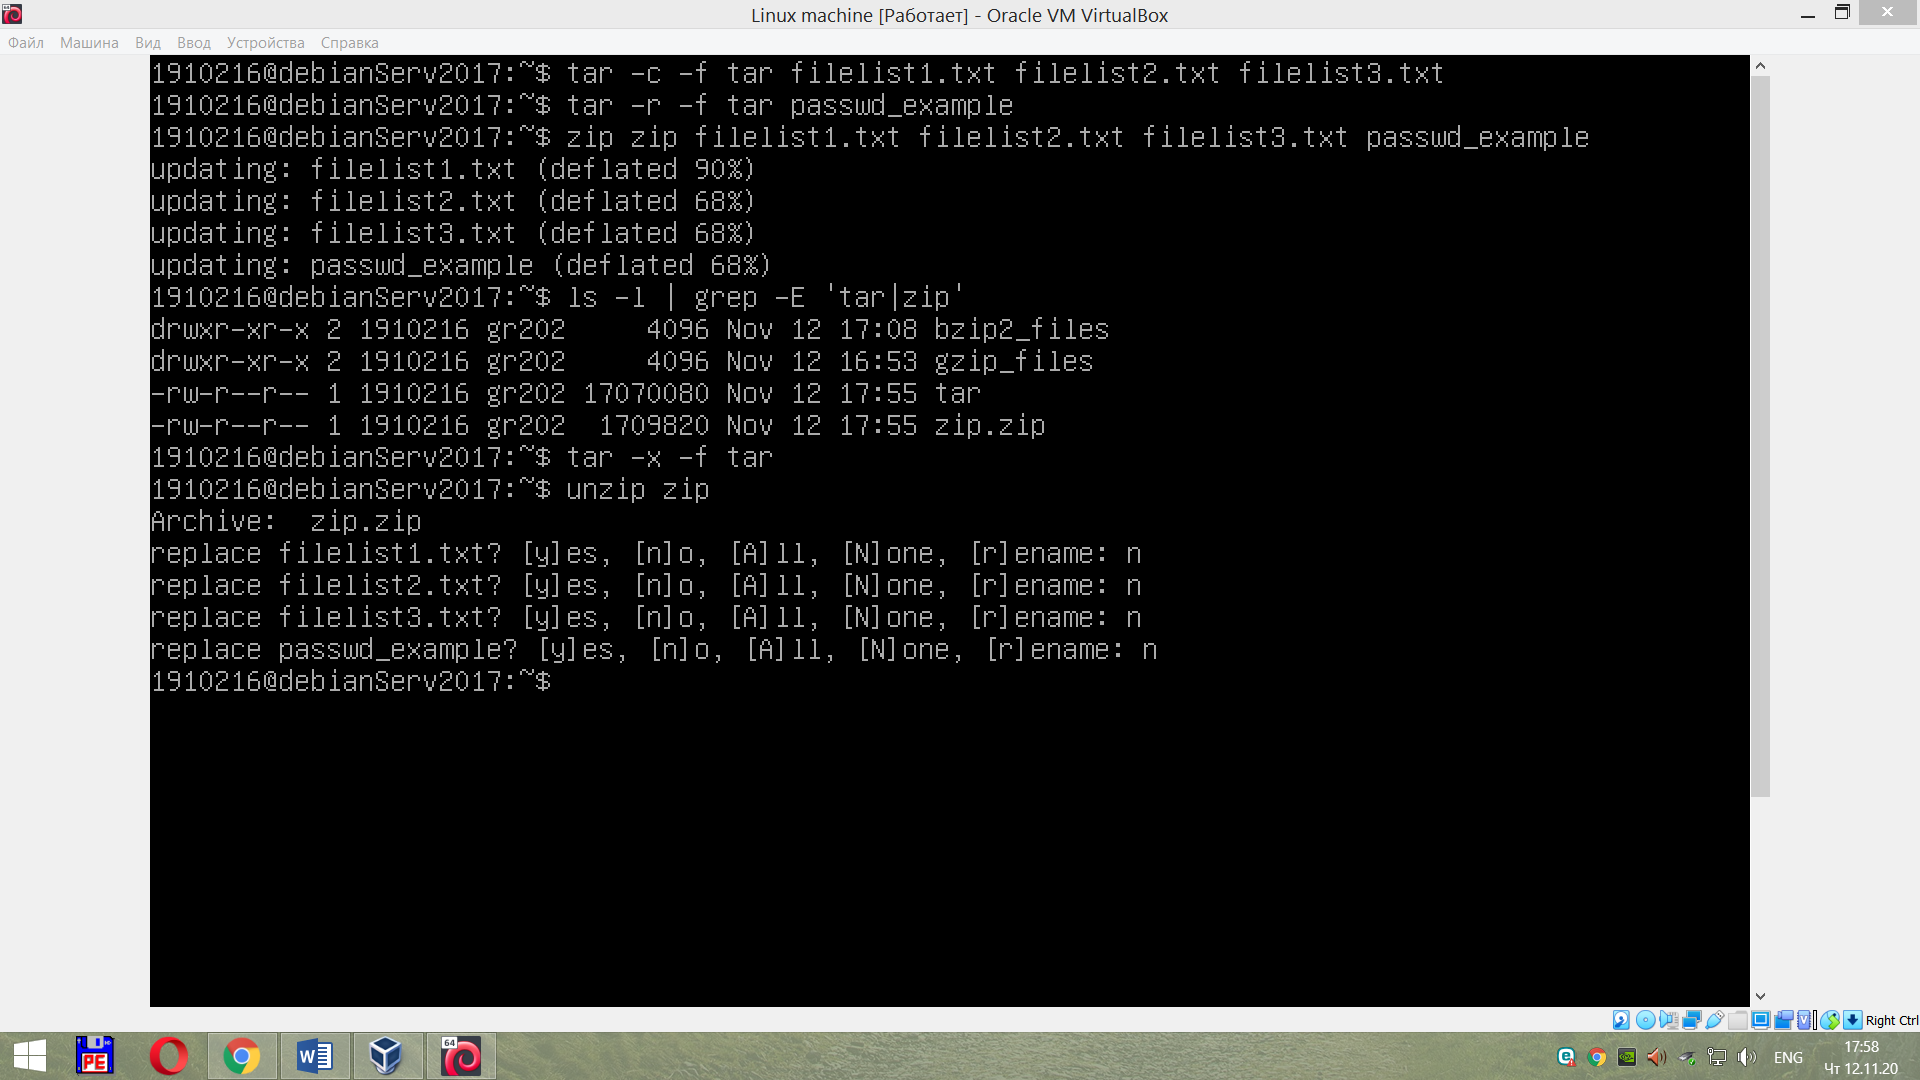 Linux machine [Работает] - Oracle VM VirtualBox
Файл Машина Вид Ввод Устройства Справка
1910216@debianServ2017:~$ tar -c -f tar filelist1.txt filelist2.txt filelist3.txt
1910216@debianServ2017:~$ tar -r -f tar passwd_example
1910216@debianServ2017:~$ zip zip filelist1.txt filelist2.txt filelist3.txt passwd_example
updating: filelist1.txt (deflated 90%)
updating: filelist2.txt (deflated 68%)
updating: filelist3.txt (deflated 68%)
updating: passwd_example (deflated 68%)
1910216@debianServ2017:~$ ls -l | grep -E 'tar|zip'
drwxr-xr-x 2 1910216 gr202     4096 Nov 12 17:08 bzip2_files
drwxr-xr-x 2 1910216 gr202     4096 Nov 12 16:53 gzip_files
-rw-r--r-- 1 1910216 gr202 17070080 Nov 12 17:55 tar
-rw-r--r-- 1 1910216 gr202  1709820 Nov 12 17:55 zip.zip
1910216@debianServ2017:~$ tar -x -f tar
1910216@debianServ2017:~$ unzip zip
Archive:  zip.zip
replace filelist1.txt? [y]es, [n]o, [A]ll, [N]one, [r]ename: n
replace filelist2.txt? [y]es, [n]o, [A]ll, [N]one, [r]ename: n
replace filelist3.txt? [y]es, [n]o, [A]ll, [N]one, [r]ename: n
replace passwd_example? [y]es, [n]o, [A]ll, [N]one, [r]ename: n
1910216@debianServ2017:~$
Right Ctrl
PE
64
ENG
17:58
Чт 12.11.20